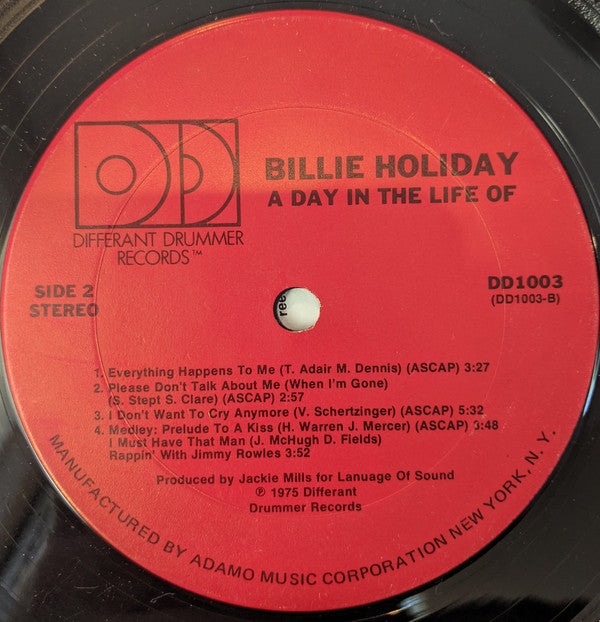 BILLIE HOLIDAY
A DAY IN THE LIFE OF
DIFFERANT DRUMMER
RECORDS™
SIDE 2
STEREO
DD1003
(DD1003-B)
ree
1. Everything Happens To Me (T. Adair M. Dennis) (ASCAP) 3:27
2. Please Don't Talk About Me (When I'm Gone)
(S. Stept S. Clare) (ASCAP) 2:57
3. I Don't Want To Cry Anymore (V. Schertzinger) (ASCAP) 5:32
4. Medley: Prelude To A Kiss (H. Warren J. Mercer) (ASCAP) 3:48
I Must Have That Man (J. McHugh D. Fields)
Rappin' With Jimmy Rowles 3:52
Produced by Jackie Mills for Lanuage Of Sound
℗ 1975 Differant
Drummer Records
MANUFACTURED BY ADAMO MUSIC CORPORATION NEW YORK, N. Y.